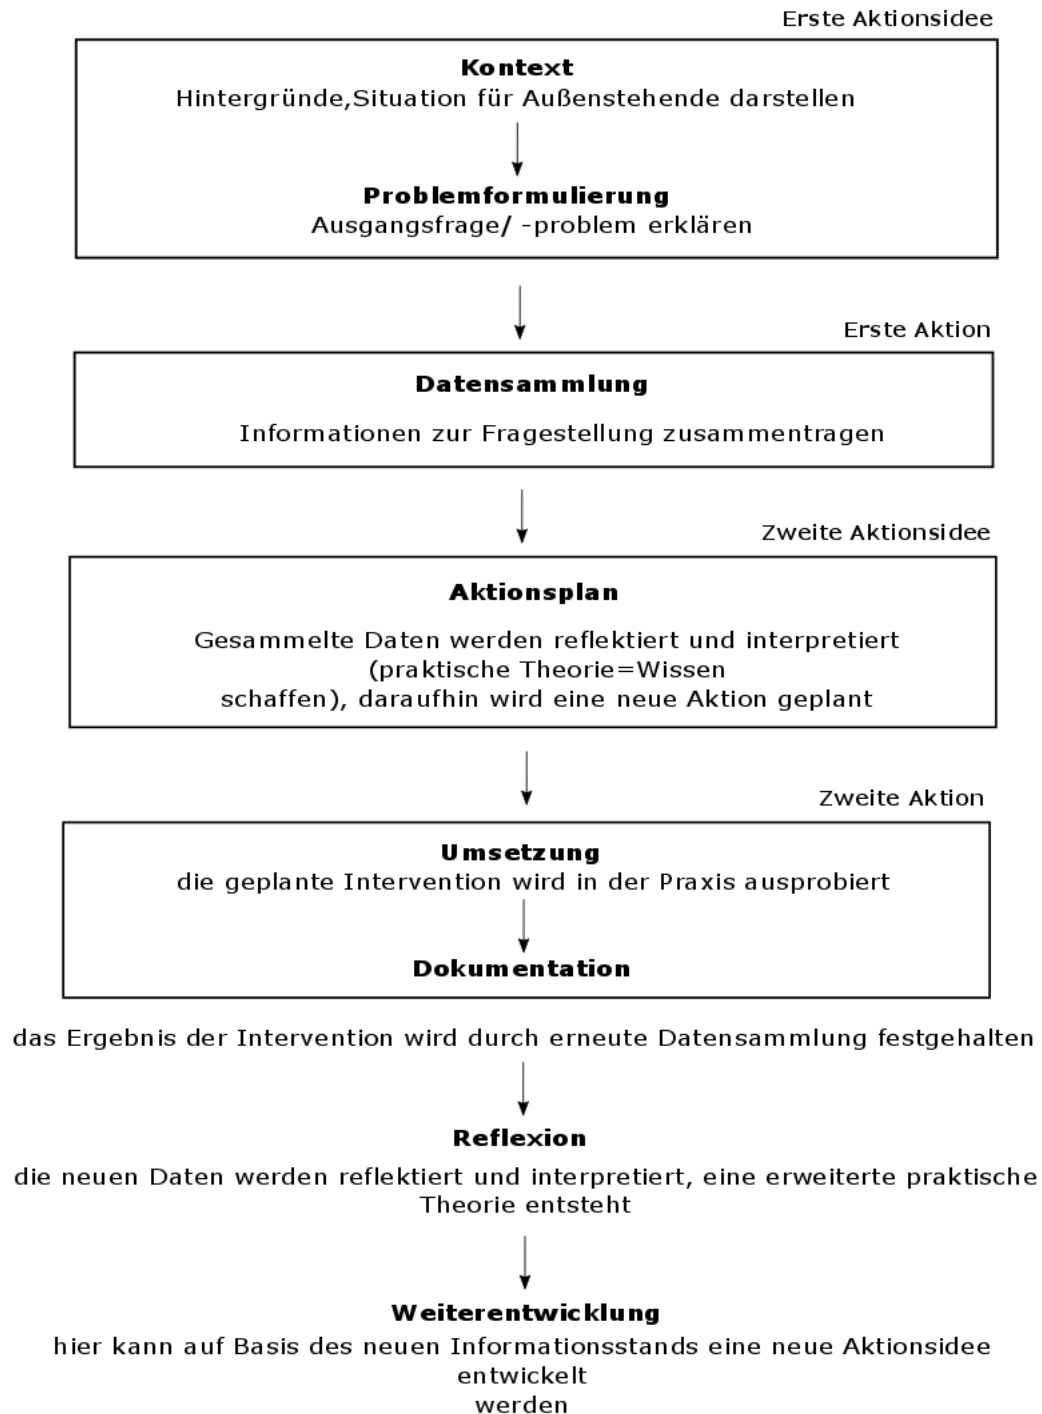 Erste Aktionsidee
Kontext
Hintergründe,Situation für Außenstehende darstellen
Problemformulierung
Ausgangsfrage/ -problem erklären
Erste Aktion
Datensammlung
Informationen zur Fragestellung zusammentragen
Zweite Aktionsidee
Aktionsplan
Gesammelte Daten werden reflektiert und interpretiert
(praktische Theorie=Wissen
schaffen), daraufhin wird eine neue Aktion geplant
Zweite Aktion
Umsetzung
die geplante Intervention wird in der Praxis ausprobiert
Dokumentation
das Ergebnis der Intervention wird durch erneute Datensammlung festgehalten
Reflexion
die neuen Daten werden reflektiert und interpretiert, eine erweiterte praktische
Theorie entsteht
Weiterentwicklung
hier kann auf Basis des neuen Informationsstands eine neue Aktionsidee
entwickelt
werden